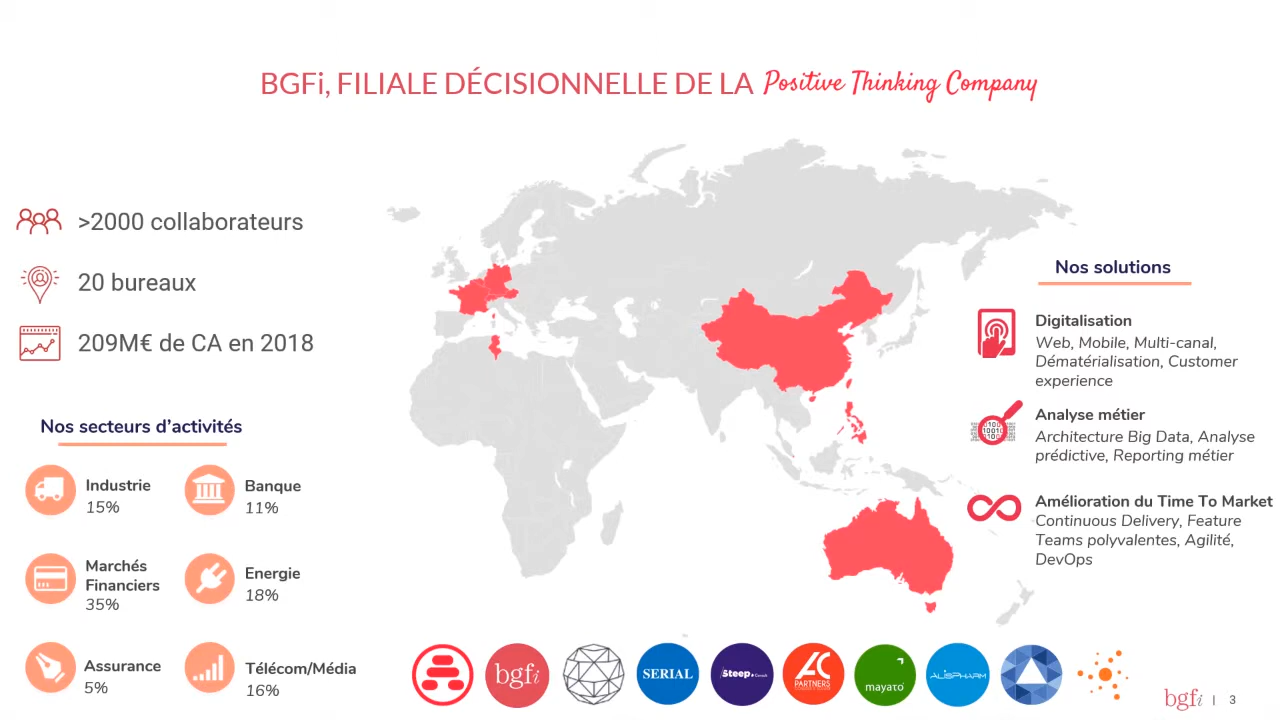 BGFi, FILIALE DÉCISIONNELLE DE LA Positive Thinking Company
>2000 collaborateurs
20 bureaux
209M€ de CA en 2018
Nos secteurs d'activités
Industrie
15%
Banque
11%
Marchés
Financiers
35%
Energie
18%
Assurance
5%
Télécom/Média
16%
Nos solutions
Digitalisation
Web, Mobile, Multi-canal,
Dématérialisation, Customer
experience
Analyse métier
Architecture Big Data, Analyse
prédictive, Reporting métier
Amélioration du Time To Market
Continuous Delivery, Feature
Teams polyvalentes, Agilité,
DevOps
bgfi
SERIAL
iSteep Consult
AC
PARTNERS
mayato
ALISPHARM
bgfi | 3